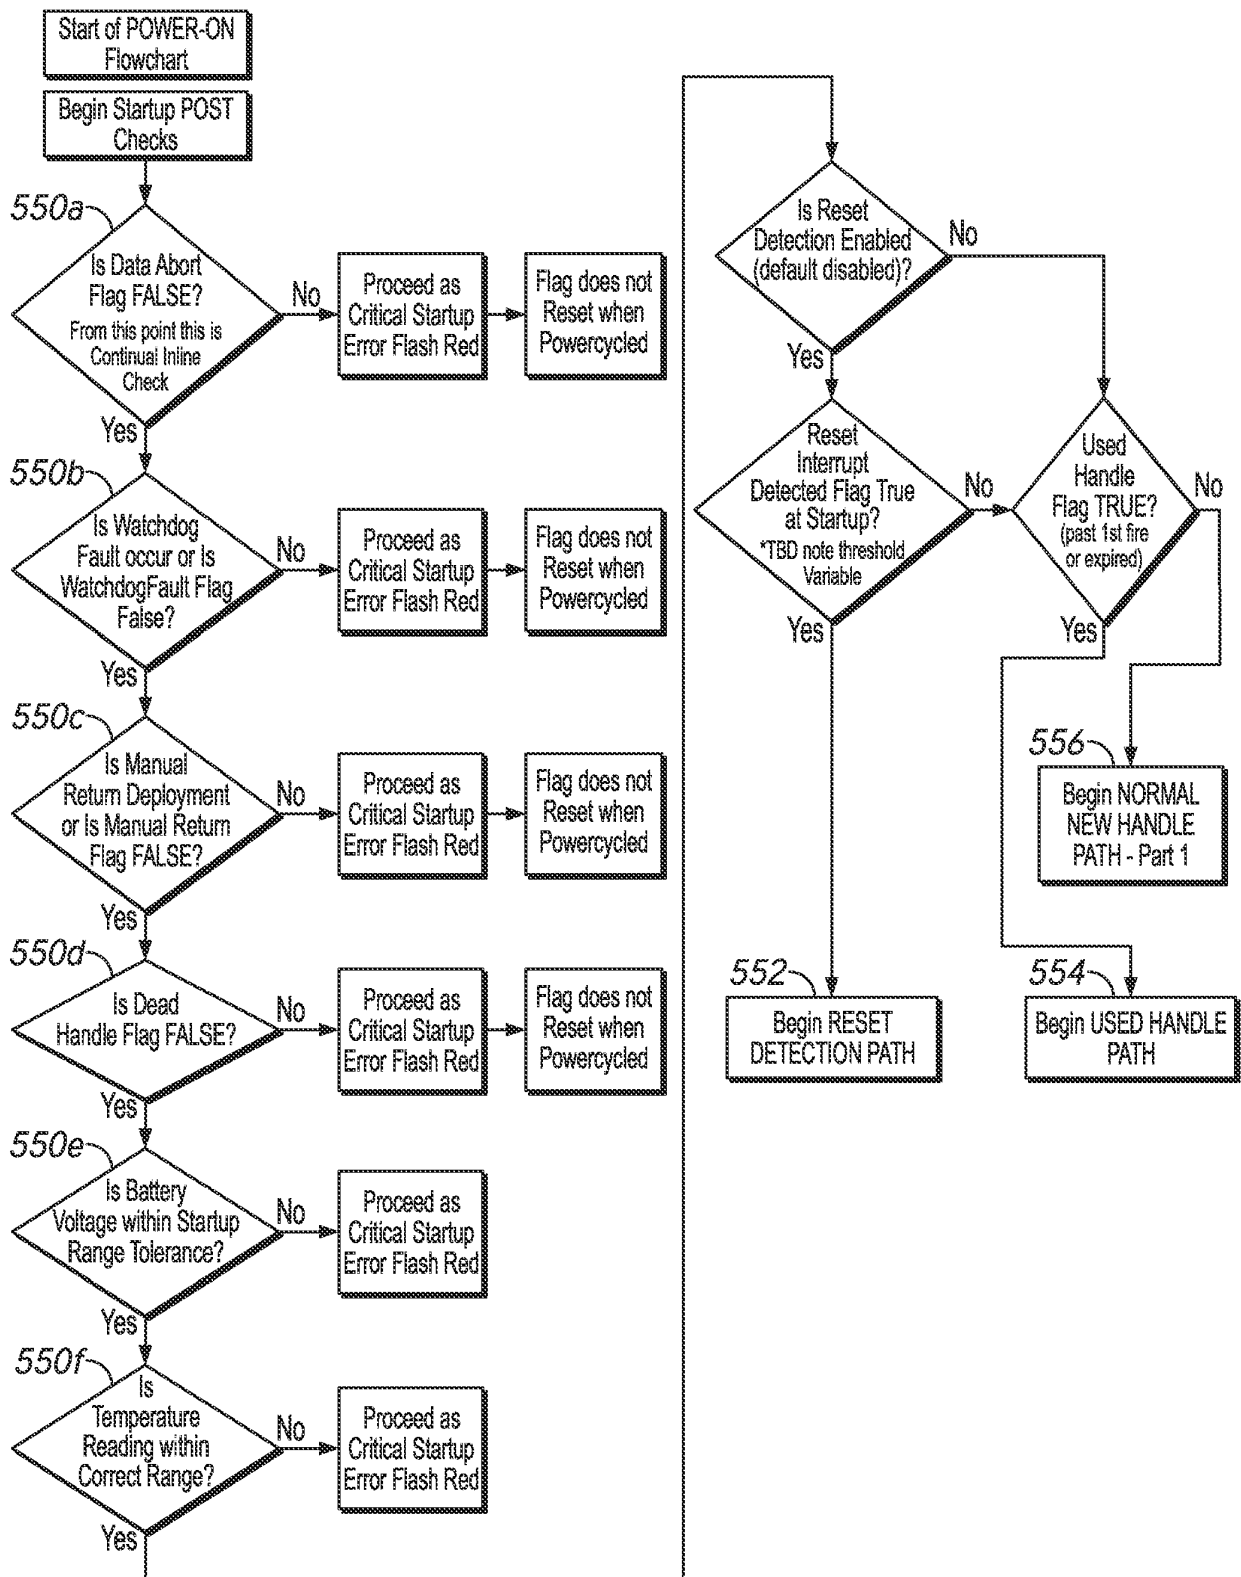 Start of POWER-ON
Flowchart
Begin Startup POST
Checks
550a
Is Data Abort
Flag FALSE?
From this point this is
Continual Inline
Check
No
Proceed as
Critical Startup
Error Flash Red
Flag does not
Reset when
Powercycled
Yes
550b
Is Watchdog
Fault occur or Is
WatchdogFault Flag
False?
No
Proceed as
Critical Startup
Error Flash Red
Flag does not
Reset when
Powercycled
Yes
550c
Is Manual
Return Deployment
or Is Manual Return
Flag FALSE?
No
Proceed as
Critical Startup
Error Flash Red
Flag does not
Reset when
Powercycled
Yes
550d
Is Dead
Handle Flag FALSE?
No
Proceed as
Critical Startup
Error Flash Red
Flag does not
Reset when
Powercycled
Yes
550e
Is Battery
Voltage within Startup
Range Tolerance?
No
Proceed as
Critical Startup
Error Flash Red
Yes
550f
Is
Temperature
Reading within
Correct Range?
No
Proceed as
Critical Startup
Error Flash Red
Yes
Is Reset
Detection Enabled
(default disabled)?
No
Yes
Reset
Interrupt
Detected Flag True
at Startup?
*TBD note threshold
Variable
No
Yes
Used
Handle
Flag TRUE?
(past 1st fire
or expired)
No
Yes
556
Begin NORMAL
NEW HANDLE
PATH - Part 1
552
Begin RESET
DETECTION PATH
554
Begin USED HANDLE
PATH